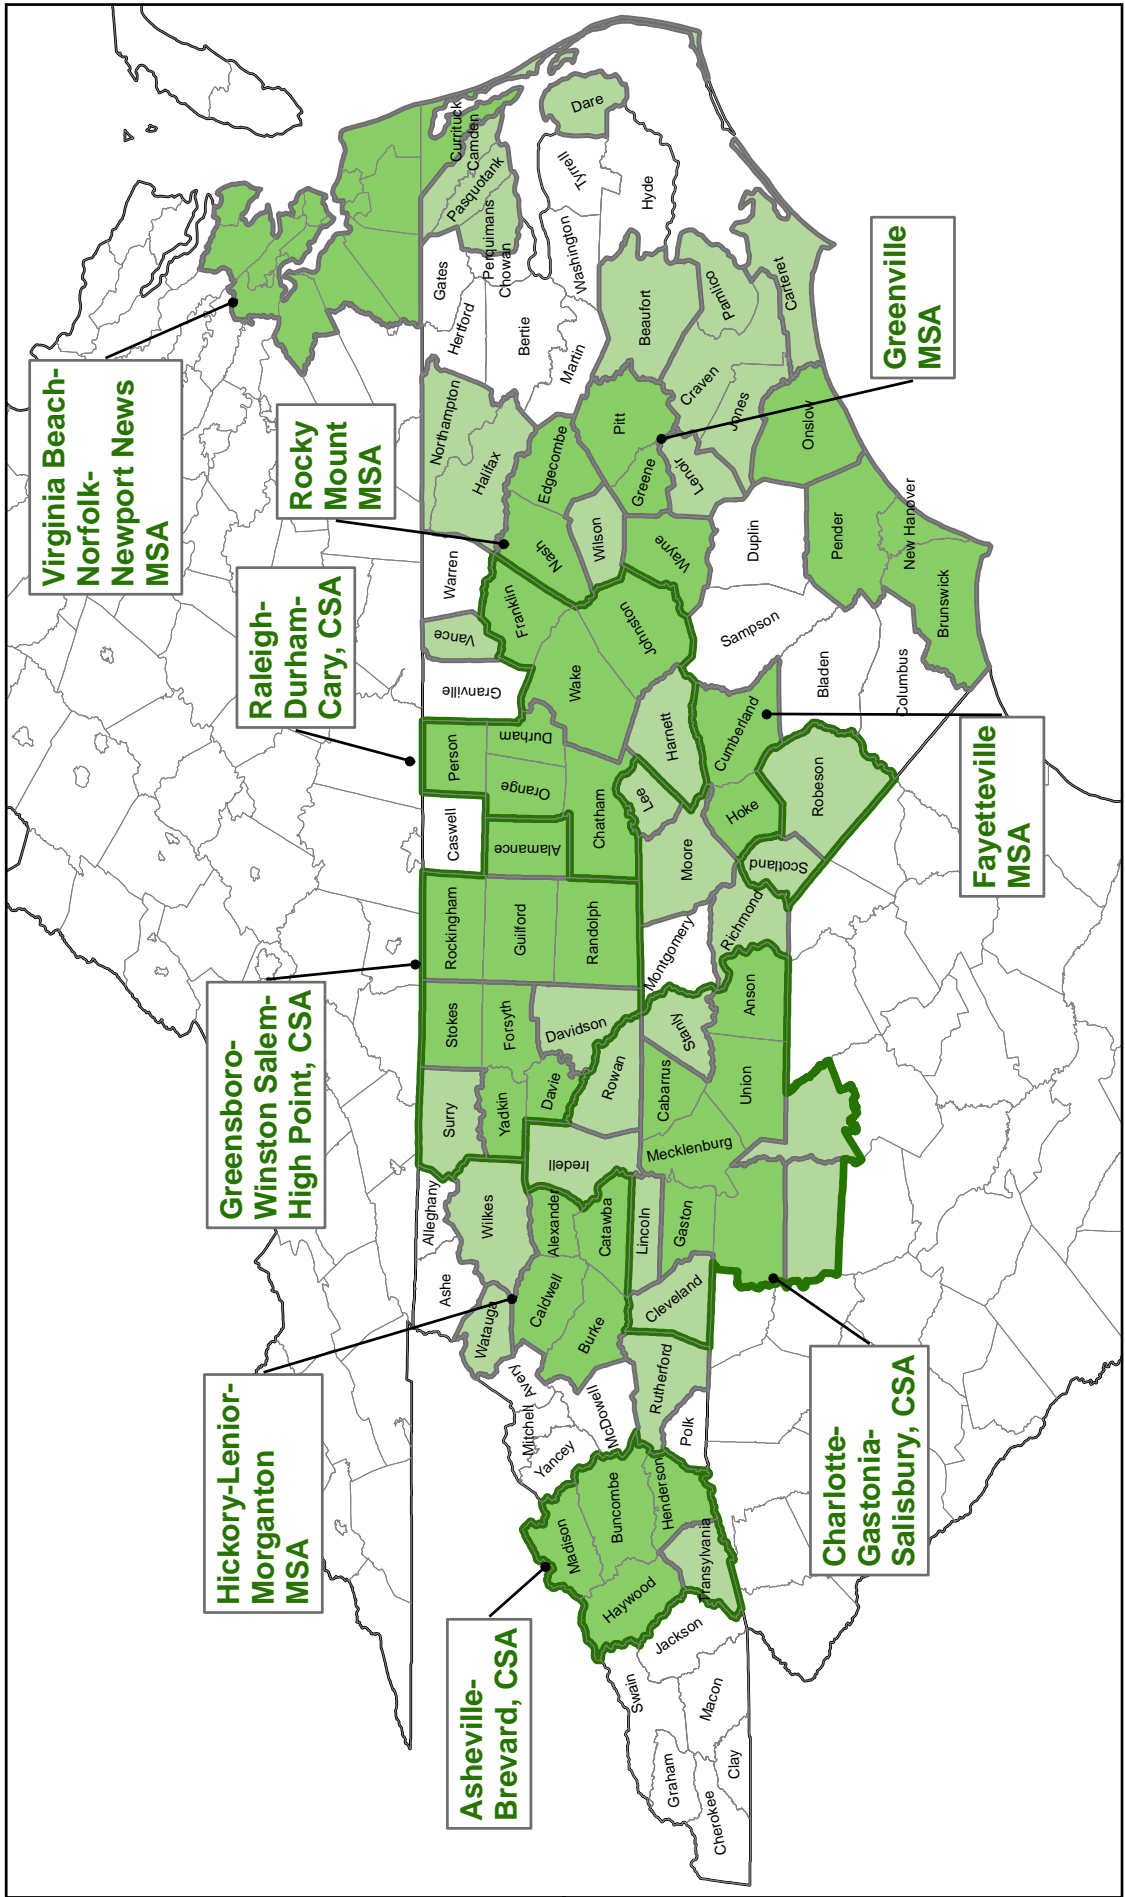 Virginia Beach-
Norfolk-
Newport News
MSA
Raleigh-
Durham-
Cary, CSA
Rocky
Mount
MSA
Greensboro-
Winston Salem-
High Point, CSA
Hickory-Lenior-
Morganton
MSA
Asheville-
Brevard, CSA
Charlotte-
Gastonia-
Salisbury, CSA
Fayetteville
MSA
Greenville
MSA
Cherokee
Graham
Clay
Swain
Macon
Jackson
Haywood
Transylvania
Madison
Buncombe
Henderson
Yancey
Mitchell
Avery
McDowell
Polk
Rutherford
Watauga
Ashe
Alleghany
Wilkes
Caldwell
Burke
Alexander
Catawba
Lincoln
Cleveland
Gaston
Surry
Yadkin
Iredell
Davie
Rowan
Mecklenburg
Cabarrus
Union
Stokes
Forsyth
Davidson
Stanly
Anson
Rockingham
Guilford
Randolph
Montgomery
Richmond
Caswell
Alamance
Chatham
Moore
Scotland
Hoke
Lee
Person
Orange
Durham
Harnett
Cumberland
Robeson
Granville
Vance
Wake
Franklin
Johnston
Warren
Nash
Wilson
Wayne
Sampson
Bladen
Columbus
Duplin
Pender
New Hanover
Brunswick
Northampton
Halifax
Edgecombe
Pitt
Greene
Lenoir
Jones
Craven
Onslow
Hertford
Gates
Bertie
Martin
Beaufort
Pamlico
Carteret
Chowan
Perquimans
Pasquotank
Camden
Currituck
Washington
Tyrrell
Hyde
Dare